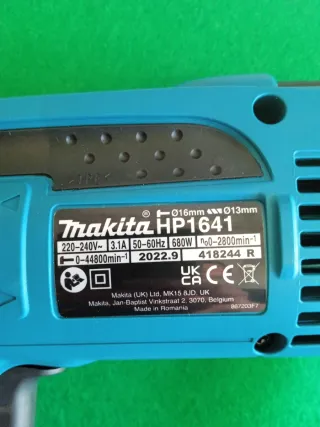 makita® Ø16mm Ø13mm
HP1641
220-240V~ 3.1A 50-60Hz 680W n₀0-2800min⁻¹
0-44800min⁻¹ 2022.9 418244 R
UK CA CE
Makita (UK) Ltd. MK15 8JD, UK
Makita, Jan-Baptist Vinkstraat 2, 3070, Belgium
Made in Romania
967203F7